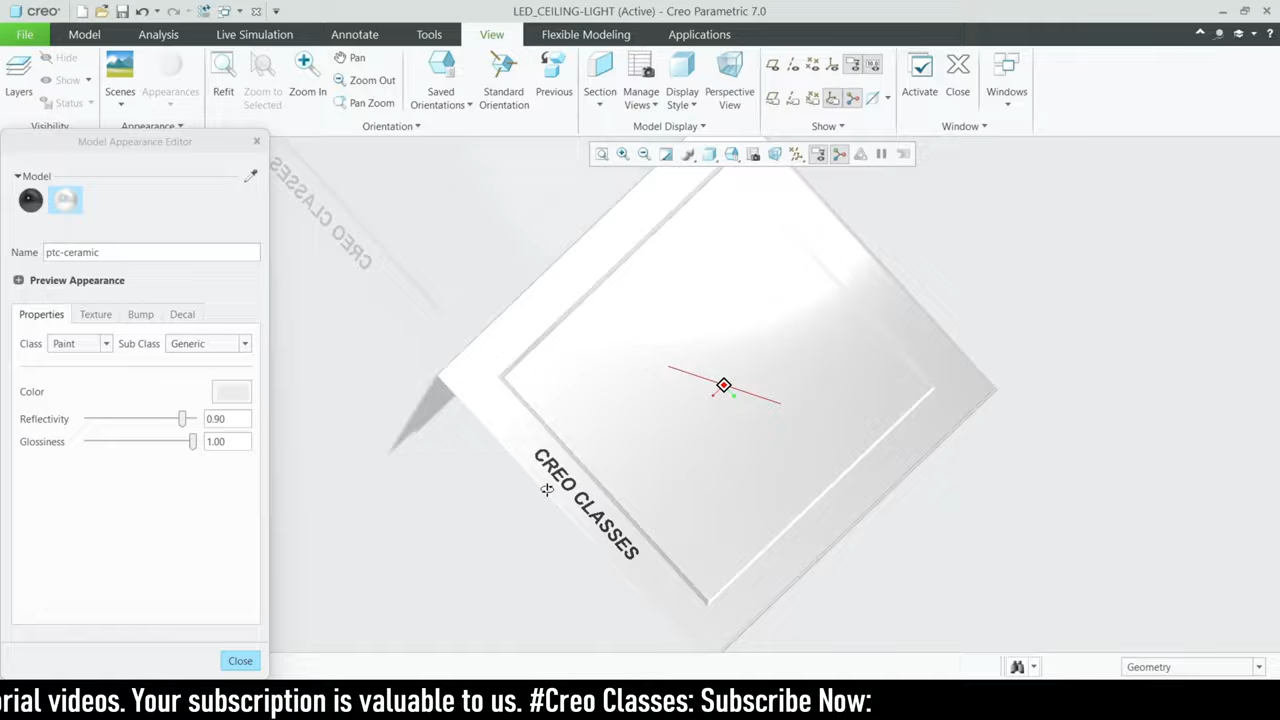 creo
LED_CEILING-LIGHT (Active) - Creo Parametric 7.0
File Model Analysis Live Simulation Annotate Tools View Flexible Modeling Applications
Hide
Show
Status
Layers
Visibility
Scenes
Appearances
Appearance
Refit
Zoom to Selected
Zoom In
Pan
Zoom Out
Pan Zoom
Saved Orientations
Standard Orientation
Previous
Orientation
Section
Manage Views
Display Style
Perspective View
Model Display
Show
Activate
Close
Windows
Window
Model Appearance Editor
Model
Name ptc-ceramic
Preview Appearance
Properties Texture Bump Decal
Class Paint Sub Class Generic
Color
Reflectivity 0.90
Glossiness 1.00
Close
CREO CLASSES
CREO CLASSES
Geometry
orial videos. Your subscription is valuable to us. #Creo Classes: Subscribe Now: